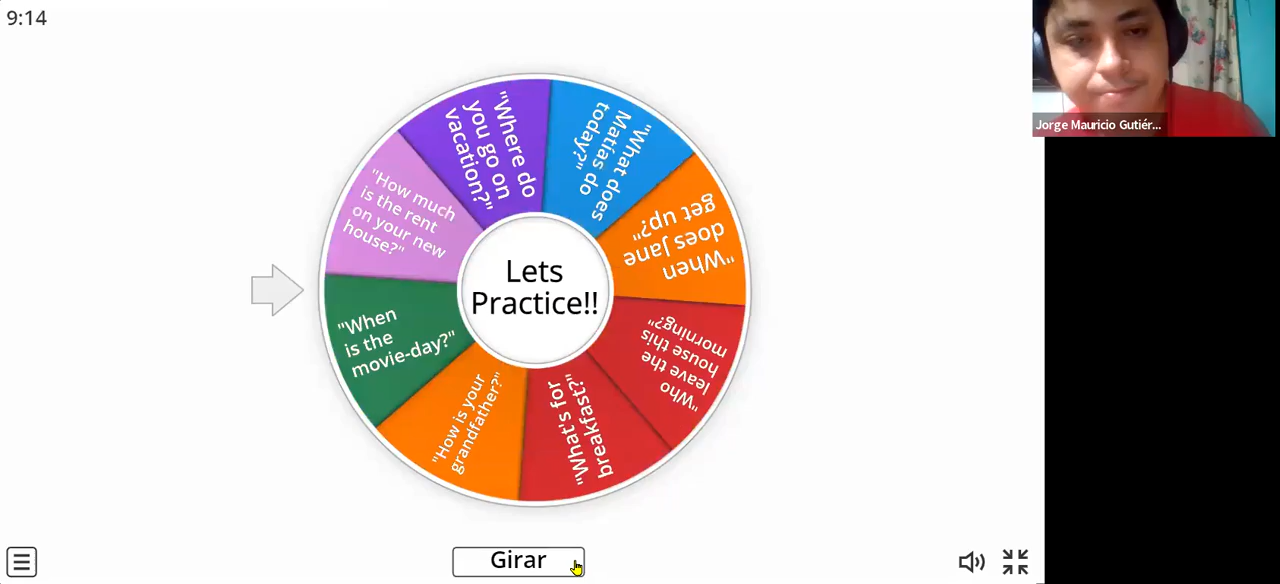 9:14
"Where do
you go on
vacation?"
"What does
Matías do
today?"
"When
does Jane
get up?"
"Who
leave the
house this
morning?"
"What's for
breakfast?"
"How is your
grandfather?"
"When
is the
movie-day?"
"How much
is the rent
on your new
house?"
Lets
Practice!!
Girar
Jorge Mauricio Gutiér...